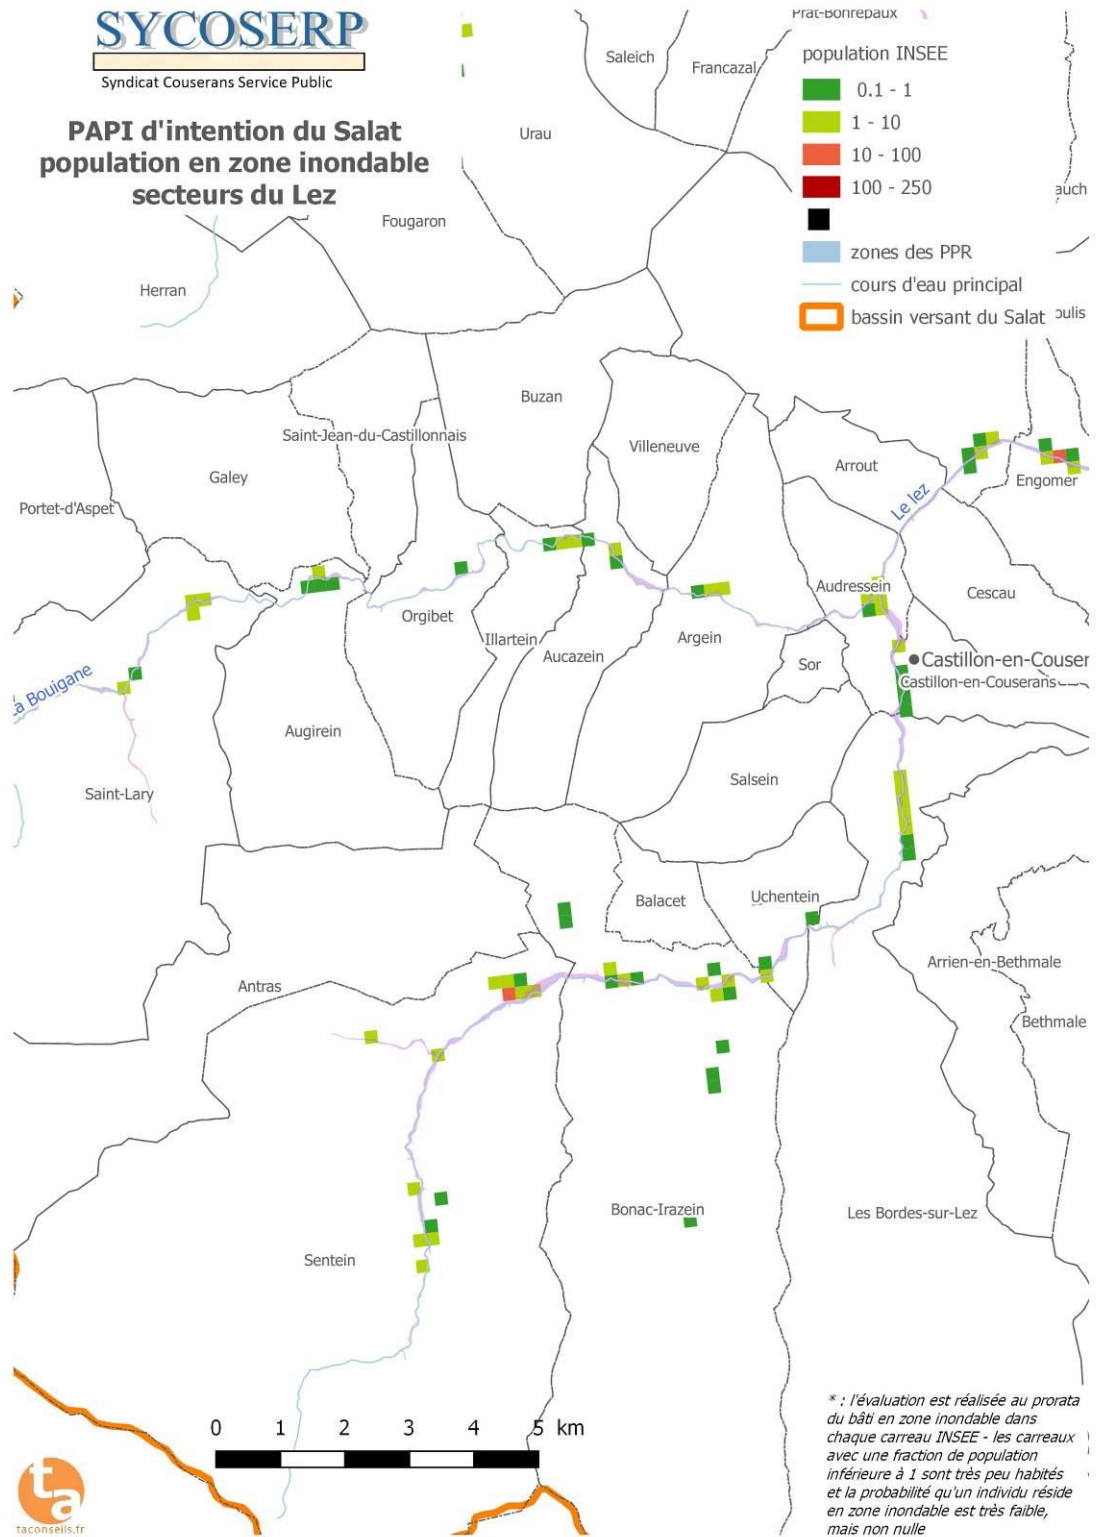 SYCOSERP
Syndicat Couserans Service Public
PAPI d'intention du Salat
population en zone inondable
secteurs du Lez
Prat-Bonrepaux
population INSEE
0.1 - 1
1 - 10
10 - 100
100 - 250
zones des PPR
cours d'eau principal
bassin versant du Salat
Saleich
Francazal
Urau
auch
Fougaron
Herran
oulis
Buzan
Saint-Jean-du-Castillonnais
Villeneuve
Arrout
Galey
Engomer
Portet-d'Aspet
Le lez
Audressein
Cescau
Orgibet
Illartein
Argein
Aucazein
Sor
Castillon-en-Couser
Castillon-en-Couserans
La Bouigane
Augirein
Salsein
Saint-Lary
Balacet
Uchentein
Arrien-en-Bethmale
Antras
Bethmale
Bonac-Irazein
Les Bordes-sur-Lez
Sentein
0 1 2 3 4 5 km
* : l'évaluation est réalisée au prorata
du bâti en zone inondable dans
chaque carreau INSEE - les carreaux
avec une fraction de population
inférieure à 1 sont très peu habités
et la probabilité qu'un individu réside
en zone inondable est très faible,
mais non nulle
ta
taconseils.fr